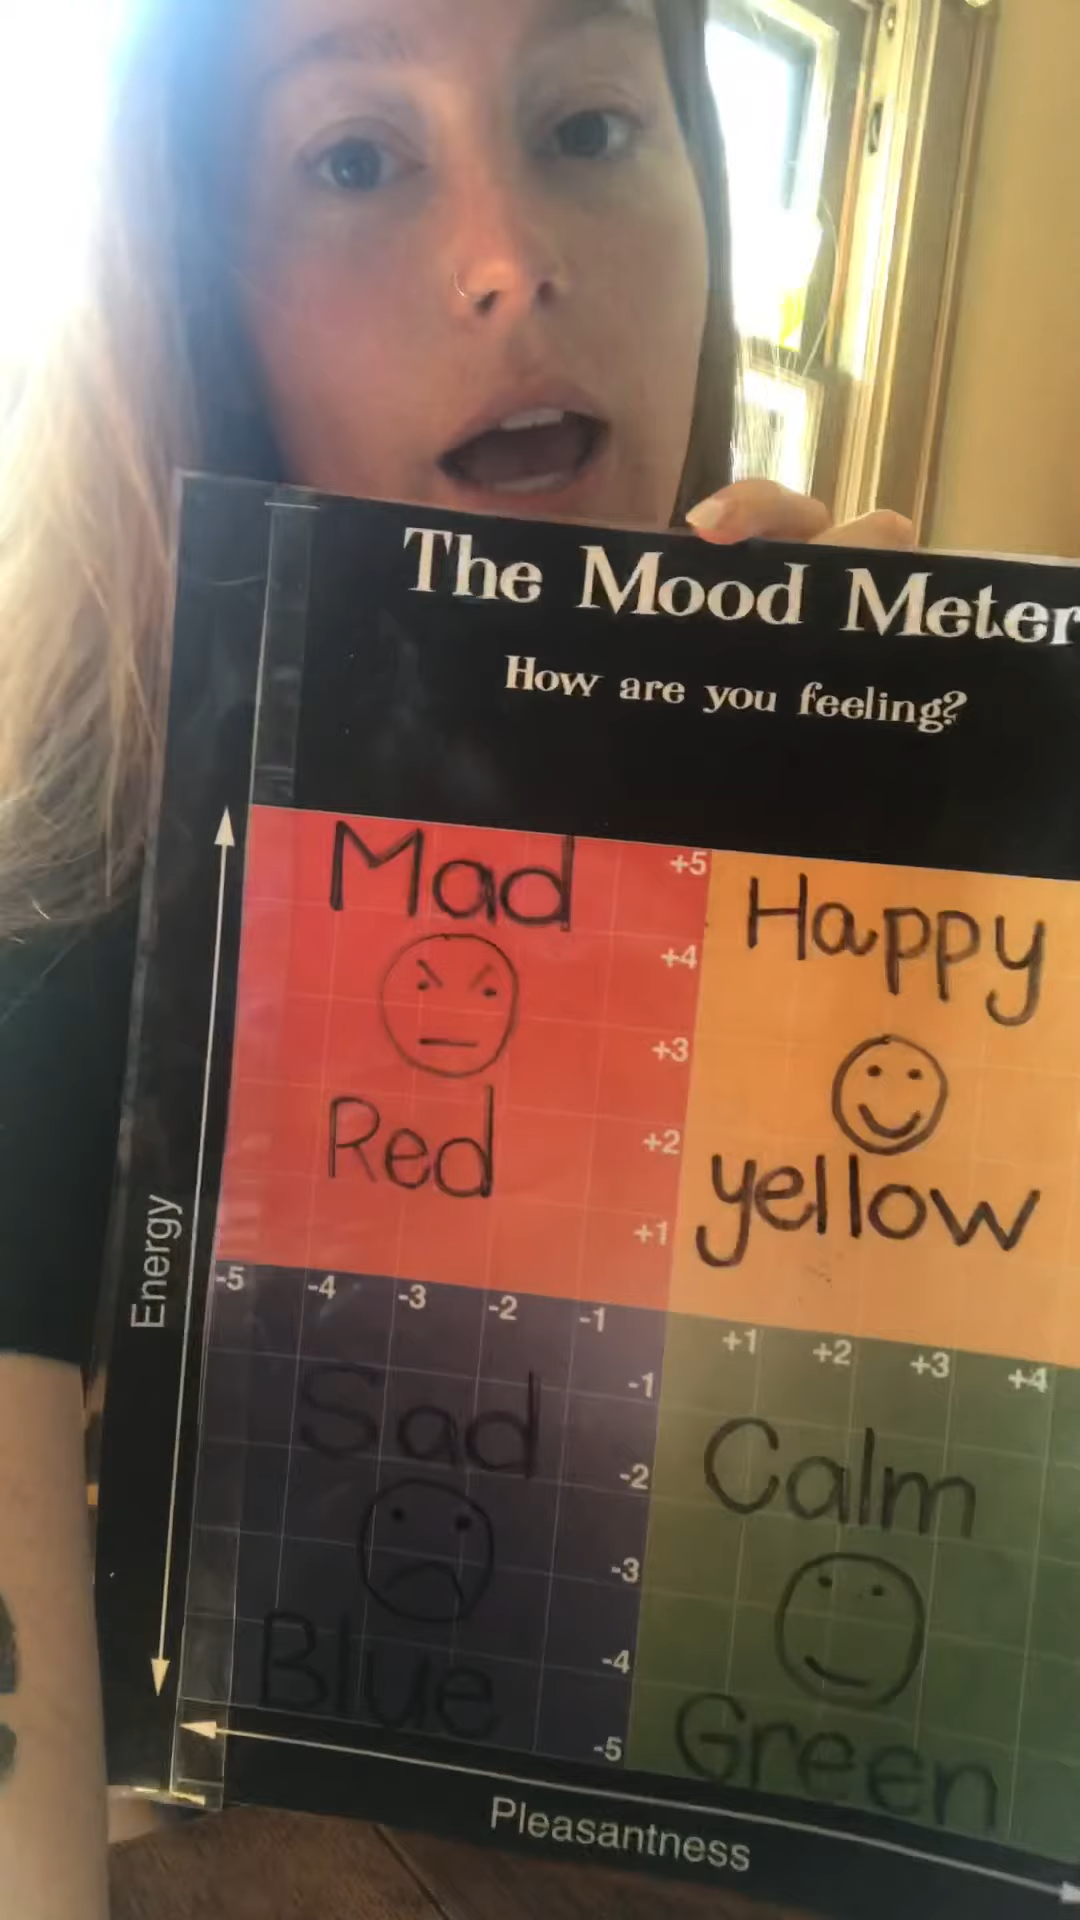 The Mood Meter
How are you feeling?
Mad
Happy
Red
yellow
+5
+4
+3
+2
+1
-5 -4 -3 -2 -1
+1 +2 +3 +4
-1
-2
-3
-4
-5
Sad
Calm
Blue
Green
Energy
Pleasantness